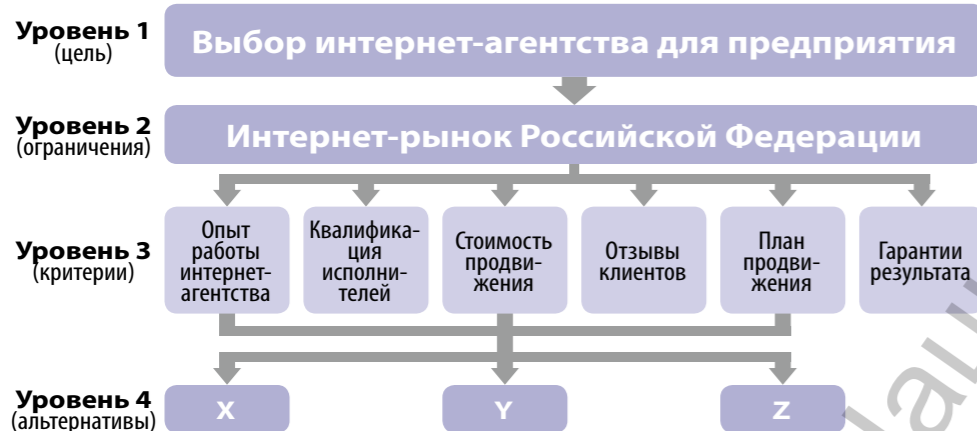 Уровень 1
(цель)
Выбор интернет-агентства для предприятия
Уровень 2
(ограничения)
Интернет-рынок Российской Федерации
Уровень 3
(критерии)
Опыт
работы
интернет-
агентства
Квалифика-
ция
исполни-
телей
Стоимость
продви-
жения
Отзывы
клиентов
План
продви-
жения
Гарантии
результата
Уровень 4
(альтернативы)
X
Y
Z